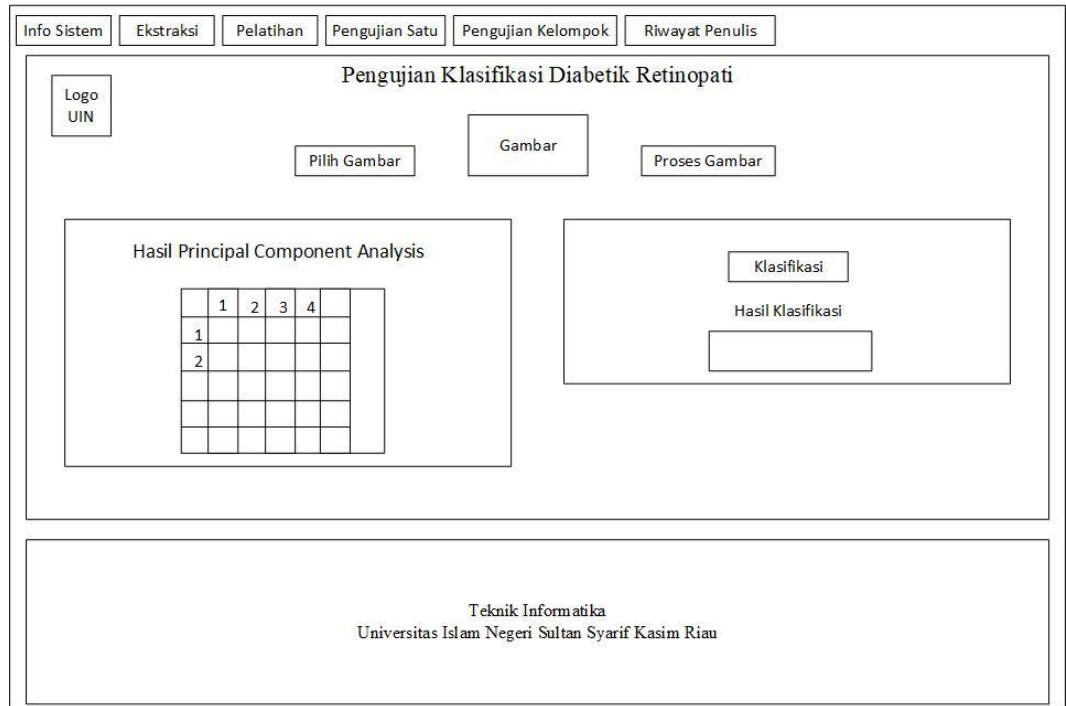 Info Sistem
Ekstraksi
Pelatihan
Pengujian Satu
Pengujian Kelompok
Riwayat Penulis
Pengujian Klasifikasi Diabetik Retinopati
Logo
UIN
Gambar
Pilih Gambar
Proses Gambar
Hasil Principal Component Analysis
1 2 3 4
1
2
Klasifikasi
Hasil Klasifikasi
Teknik Informatika
Universitas Islam Negeri Sultan Syarif Kasim Riau